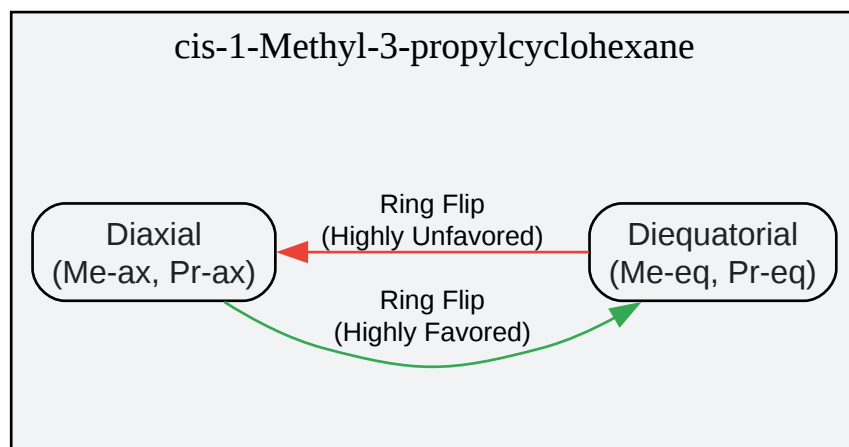 cis-1-Methyl-3-propylcyclohexane
Ring Flip
(Highly Unfavored)
Diaxial
(Me-ax, Pr-ax)
Diequatorial
(Me-eq, Pr-eq)
Ring Flip
(Highly Favored)